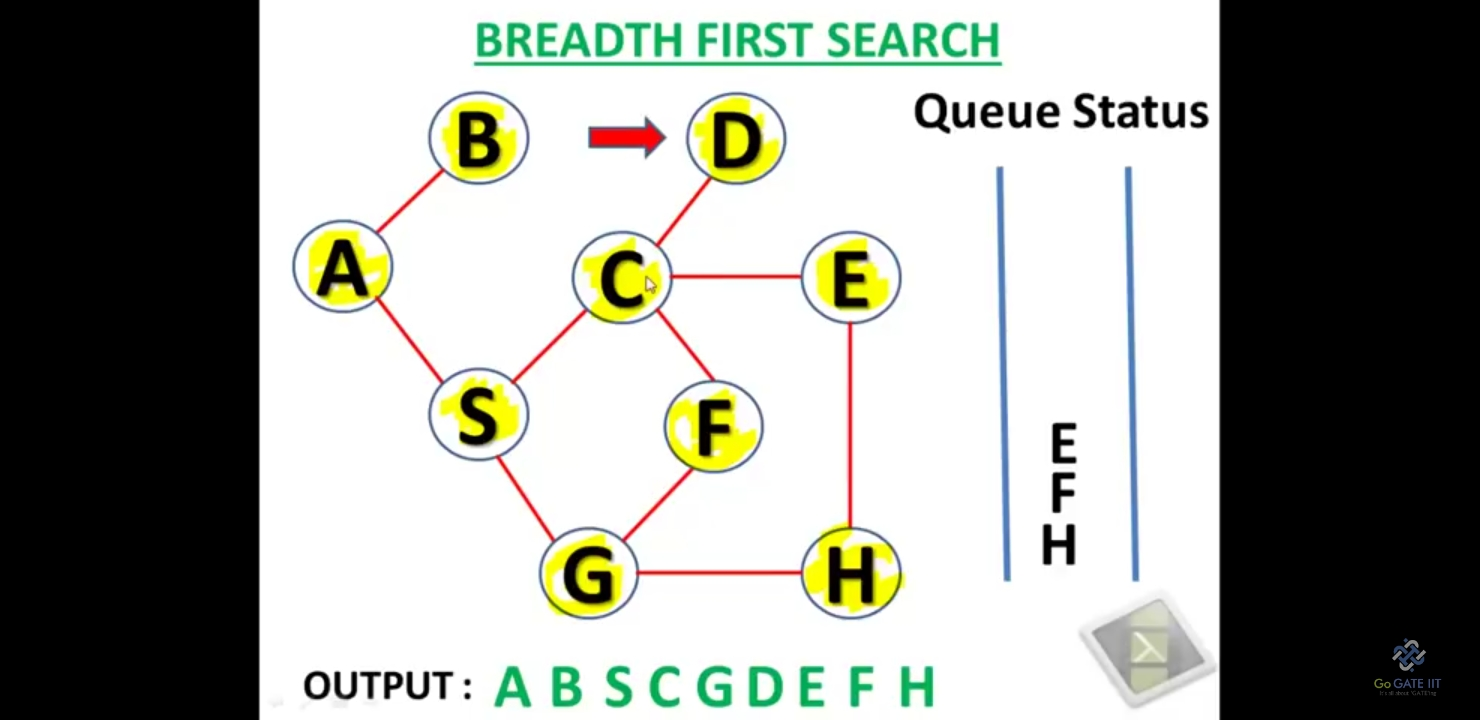 BREADTH FIRST SEARCH
Queue Status
B
D
A
C
E
S
F
G
H
E
F
H
OUTPUT : A B S C G D E F H
Go GATE IIT